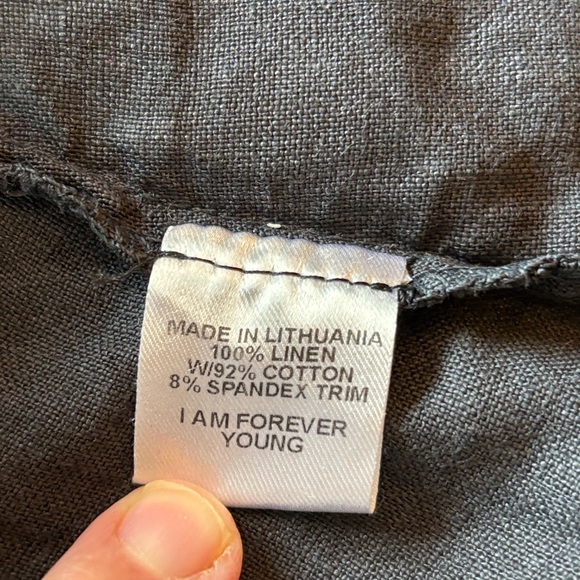 MADE IN LITHUANIA
100% LINEN
W/92% COTTON
8% SPANDEX TRIM
I AM FOREVER
YOUNG